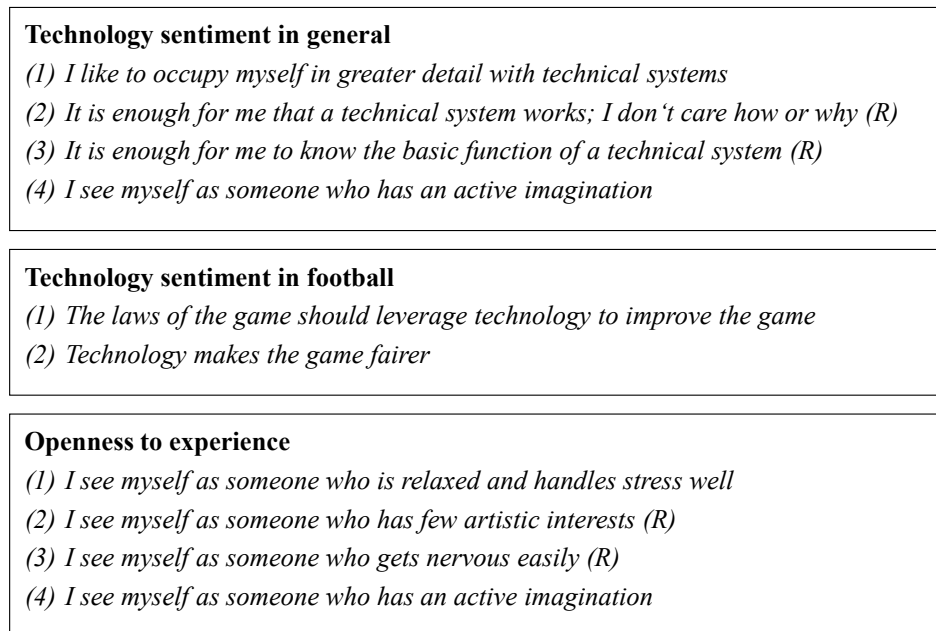 Technology sentiment in general
(1) I like to occupy myself in greater detail with technical systems
(2) It is enough for me that a technical system works; I don‘t care how or why (R)
(3) It is enough for me to know the basic function of a technical system (R)
(4) I see myself as someone who has an active imagination
Technology sentiment in football
(1) The laws of the game should leverage technology to improve the game
(2) Technology makes the game fairer
Openness to experience
(1) I see myself as someone who is relaxed and handles stress well
(2) I see myself as someone who has few artistic interests (R)
(3) I see myself as someone who gets nervous easily (R)
(4) I see myself as someone who has an active imagination